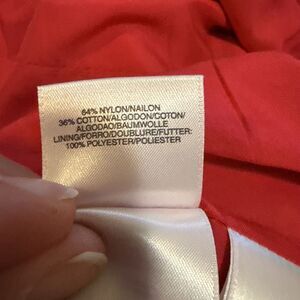 64% NYLON/NAILON
36% COTTON/ALGODON/COTON/
ALGODAO/BAUMWOLLE
LINING/FORRO/DOUBLURE/FUTTER:
100% POLYESTER/POLIESTER